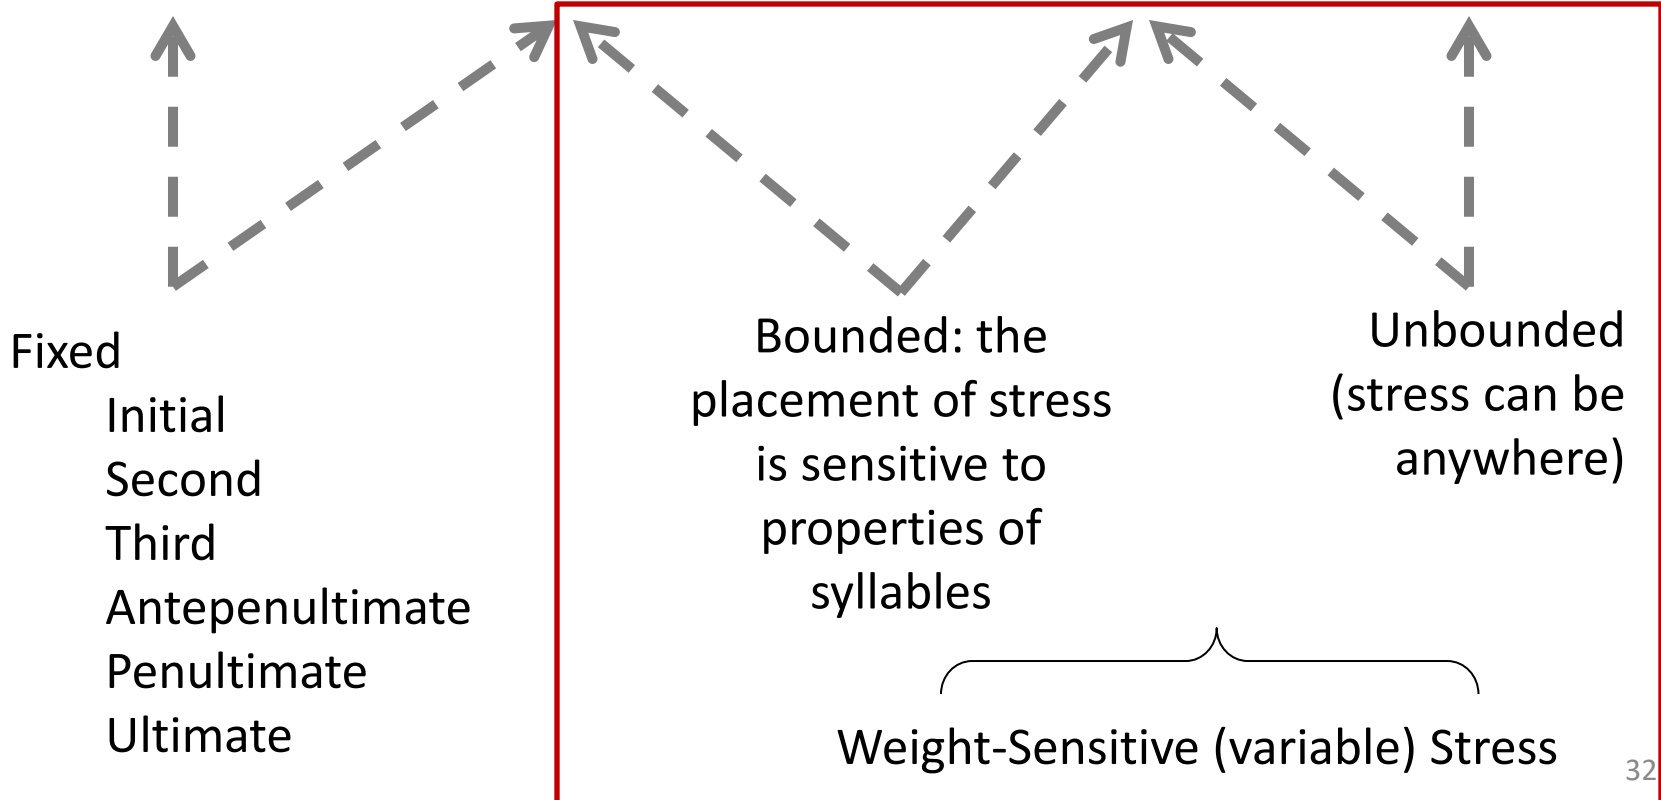 Fixed
Initial
Second
Third
Antepenultimate
Penultimate
Ultimate
Bounded: the
placement of stress
is sensitive to
properties of
syllables
Unbounded
(stress can be
anywhere)
Weight-Sensitive (variable) Stress
32